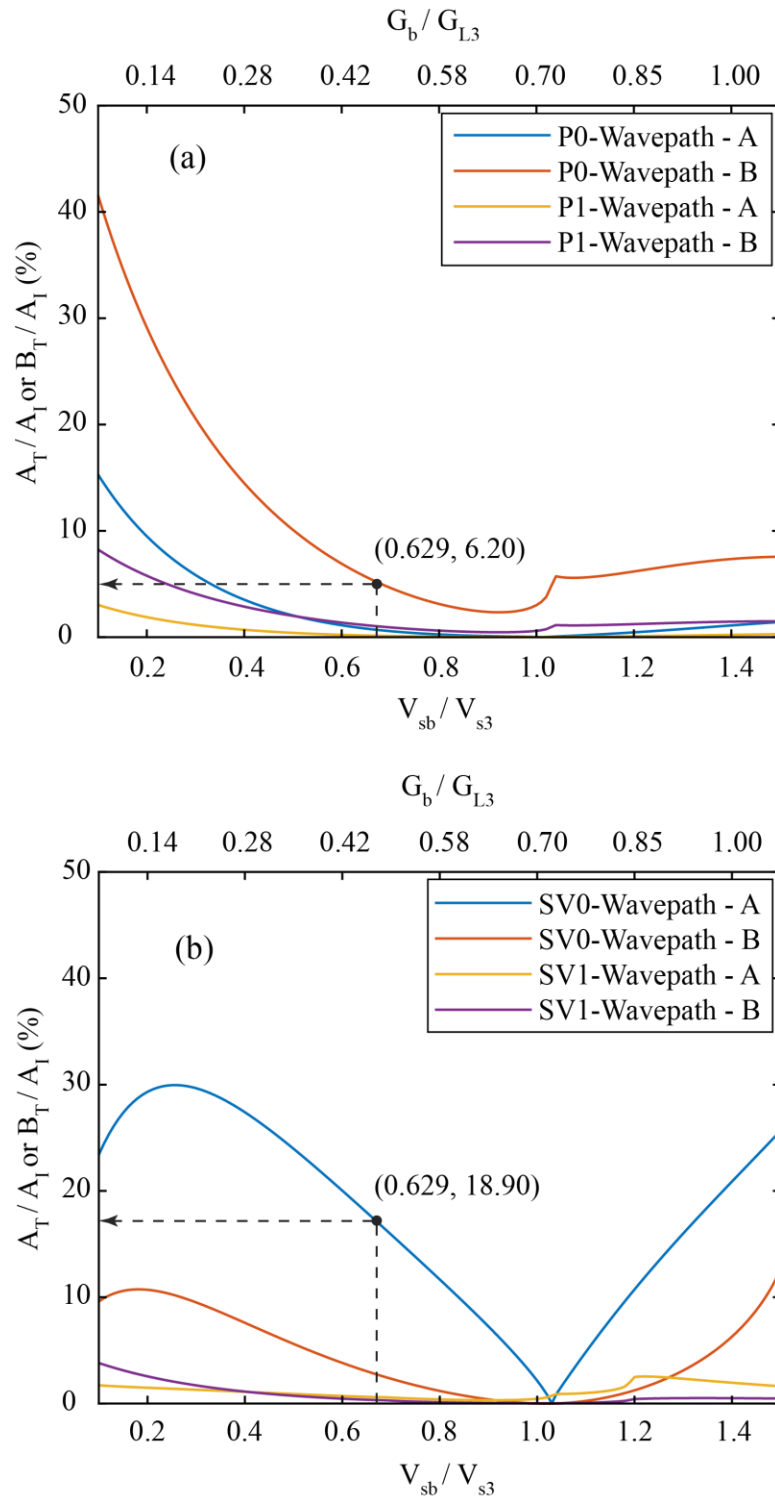 G_b / G_L3
0.14 0.28 0.42 0.58 0.70 0.85 1.00
50
40
30
20
10
0
A_T / A_I or B_T / A_I (%)
(a)
P0-Wavepath - A
P0-Wavepath - B
P1-Wavepath - A
P1-Wavepath - B
(0.629, 6.20)
0.2 0.4 0.6 0.8 1.0 1.2 1.4
V_sb / V_s3
G_b / G_L3
0.14 0.28 0.42 0.58 0.70 0.85 1.00
50
40
30
20
10
0
A_T / A_I or B_T / A_I (%)
(b)
SV0-Wavepath - A
SV0-Wavepath - B
SV1-Wavepath - A
SV1-Wavepath - B
(0.629, 18.90)
0.2 0.4 0.6 0.8 1.0 1.2 1.4
V_sb / V_s3